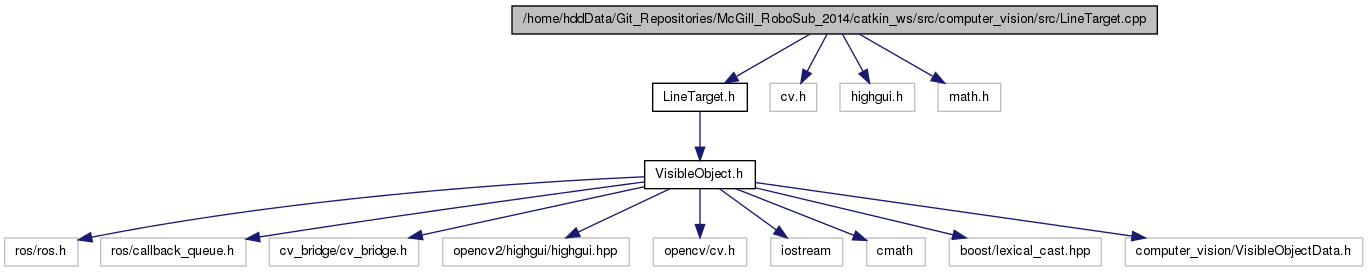 /home/hddData/Git_Repositories/McGill_RoboSub_2014/catkin_ws/src/computer_vision/src/LineTarget.cpp
LineTarget.h
cv.h
highgui.h
math.h
VisibleObject.h
ros/ros.h
ros/callback_queue.h
cv_bridge/cv_bridge.h
opencv2/highgui/highgui.hpp
opencv/cv.h
iostream
cmath
boost/lexical_cast.hpp
computer_vision/VisibleObjectData.h